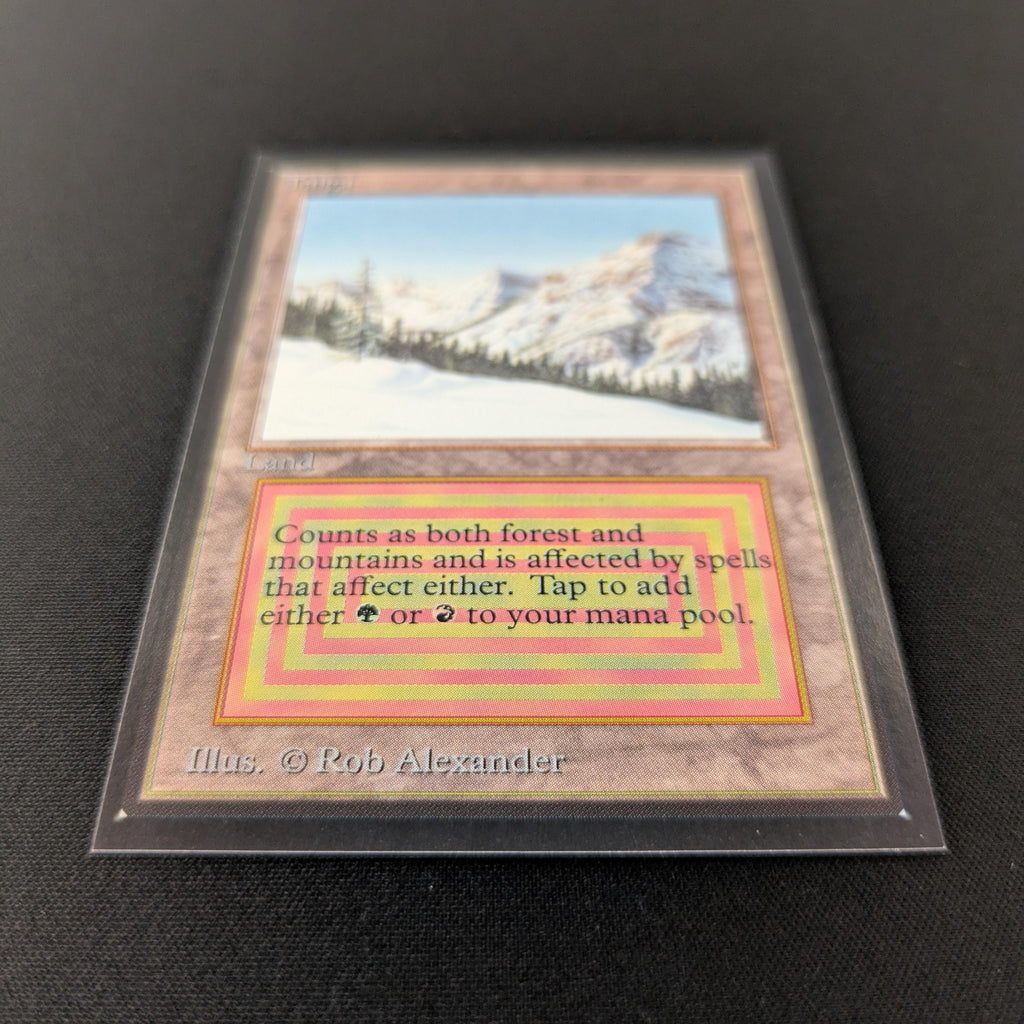 Taiga
Land
Counts as both forest and
mountains and is affected by spells
that affect either. Tap to add
either or to your mana pool.
Illus. © Rob Alexander